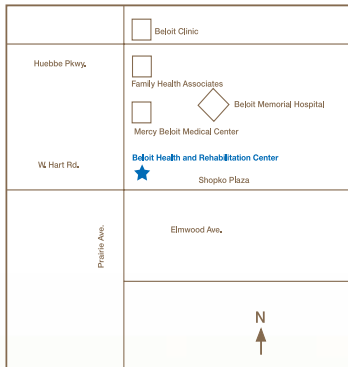 Beloit Clinic
Huebbe Pkwy.
Family Health Associates
Beloit Memorial Hospital
Mercy Beloit Medical Center
Beloit Health and Rehabilitation Center
W. Hart Rd.
Shopko Plaza
Elmwood Ave.
Prairie Ave.
N